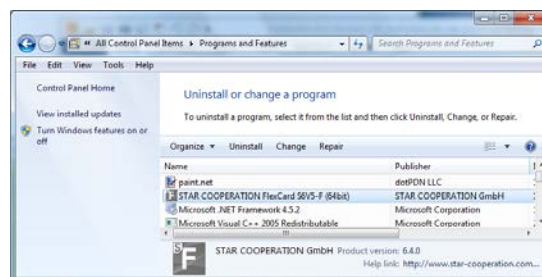 All Control Panel Items ▸ Programs and Features
Search Programs and Features
File Edit View Tools Help
Control Panel Home
View installed updates
Turn Windows features on or off
Uninstall or change a program
To uninstall a program, select it from the list and then click Uninstall, Change, or Repair.
Organize Uninstall Change Repair
Name Publisher
paint.net dotPDN LLC
STAR COOPERATION FlexCard S6V5-F (64bit) STAR COOPERATION GmbH
Microsoft .NET Framework 4.5.2 Microsoft Corporation
Microsoft Visual C++ 2005 Redistributable Microsoft Corporation
STAR COOPERATION GmbH Product version: 6.4.0
Help link: http://www.star-cooperation.com...